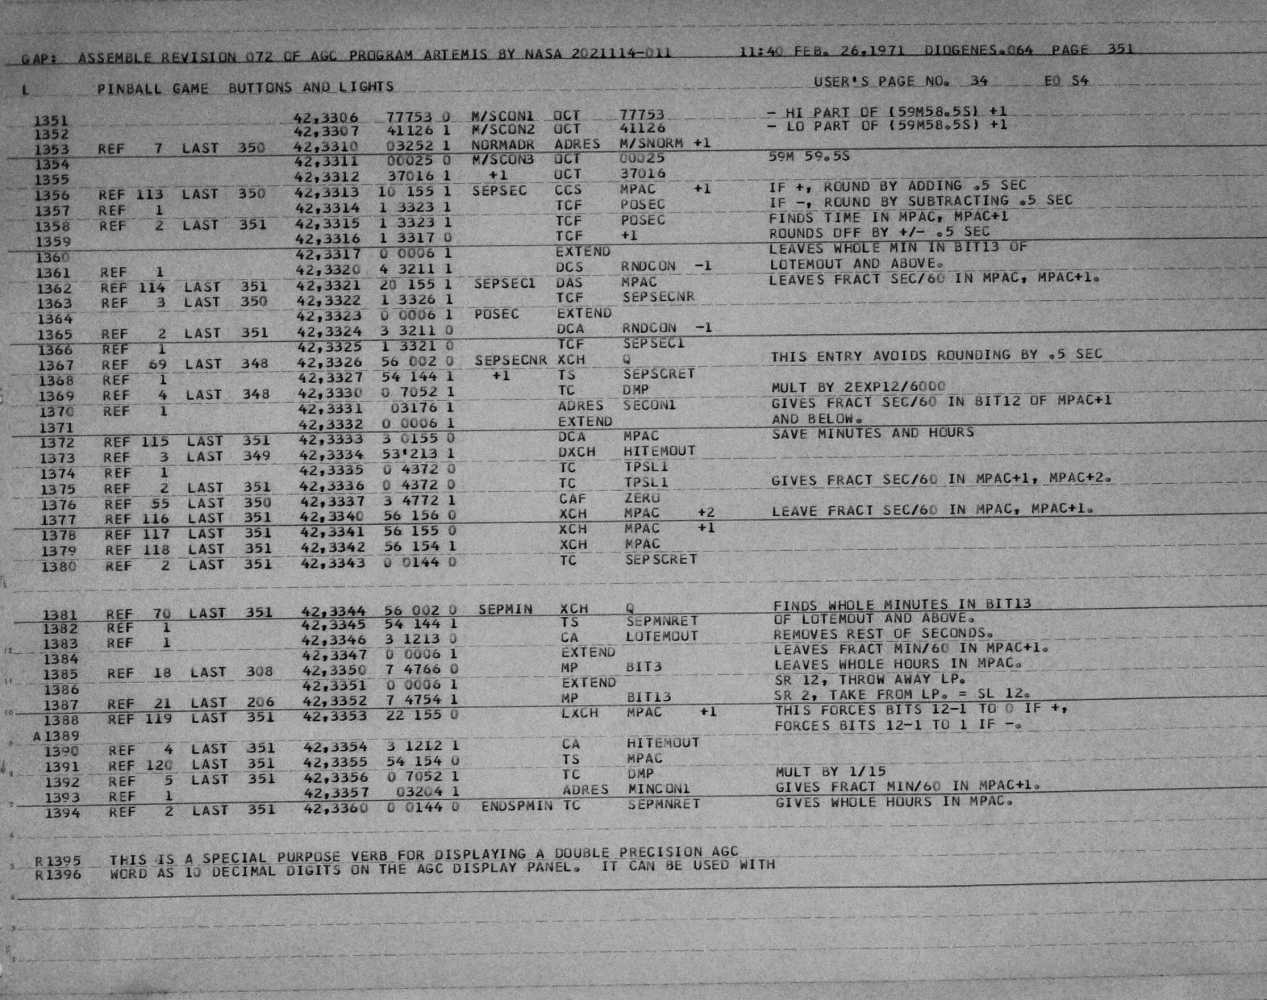 GAP: ASSEMBLE REVISION 072 OF AGC PROGRAM ARTEMIS BY NASA 2021114-011 11:40 FEB. 26,1971 DIOGENES.064 PAGE 351
L PINBALL GAME BUTTONS AND LIGHTS USER'S PAGE NO. 34 E0 S4
1351 42,3306 77753 0 M/SCON1 OCT 77753 - HI PART OF (59M58.5S) +1
1352 42,3307 41126 1 M/SCON2 OCT 41126 - LO PART OF (59M58.5S) +1
1353 REF 7 LAST 350 42,3310 03252 1 NORMADR ADRES M/SNORM +1
1354 42,3311 00025 0 M/SCON3 OCT 00025 59M 59.5S
1355 42,3312 37016 1 +1 OCT 37016
1356 REF 113 LAST 350 42,3313 10 155 1 SEPSEC CCS MPAC +1 IF +, ROUND BY ADDING .5 SEC
1357 REF 1 42,3314 1 3323 1 TCF POSEC IF -, ROUND BY SUBTRACTING .5 SEC
1358 REF 2 LAST 351 42,3315 1 3323 1 TCF POSEC FINDS TIME IN MPAC, MPAC+1
1359 42,3316 1 3317 0 TCF +1 ROUNDS OFF BY +/- .5 SEC
1360 42,3317 0 0006 1 EXTEND LEAVES WHOLE MIN IN BIT13 OF
1361 REF 1 42,3320 4 3211 1 DCS RNDCON -1 LOTEMOUT AND ABOVE.
1362 REF 114 LAST 351 42,3321 20 155 1 SEPSEC1 DAS MPAC LEAVES FRACT SEC/60 IN MPAC, MPAC+1.
1363 REF 3 LAST 350 42,3322 1 3326 1 TCF SEPSECNR
1364 42,3323 0 0006 1 POSEC EXTEND
1365 REF 2 LAST 351 42,3324 3 3211 0 DCA RNDCON -1
1366 REF 1 42,3325 1 3321 0 TCF SEPSEC1
1367 REF 69 LAST 348 42,3326 56 002 0 SEPSECNR XCH Q THIS ENTRY AVOIDS ROUNDING BY .5 SEC
1368 REF 1 42,3327 54 144 1 +1 TS SEPSCRET
1369 REF 4 LAST 348 42,3330 0 7052 1 TC DMP MULT BY 2EXP12/6000
1370 REF 1 42,3331 03176 1 ADRES SECON1 GIVES FRACT SEC/60 IN BIT12 OF MPAC+1
1371 42,3332 0 0006 1 EXTEND AND BELOW.
1372 REF 115 LAST 351 42,3333 3 0155 0 DCA MPAC SAVE MINUTES AND HOURS
1373 REF 3 LAST 349 42,3334 53'213 1 DXCH HITEMOUT
1374 REF 1 42,3335 0 4372 0 TC TPSL1
1375 REF 2 LAST 351 42,3336 0 4372 0 TC TPSL1 GIVES FRACT SEC/60 IN MPAC+1, MPAC+2.
1376 REF 55 LAST 350 42,3337 3 4772 1 CAF ZERO
1377 REF 116 LAST 351 42,3340 56 156 0 XCH MPAC +2 LEAVE FRACT SEC/60 IN MPAC, MPAC+1.
1378 REF 117 LAST 351 42,3341 56 155 0 XCH MPAC +1
1379 REF 118 LAST 351 42,3342 56 154 1 XCH MPAC
1380 REF 2 LAST 351 42,3343 0 0144 0 TC SEPSCRET
1381 REF 70 LAST 351 42,3344 56 002 0 SEPMIN XCH Q FINDS WHOLE MINUTES IN BIT13
1382 REF 1 42,3345 54 144 1 TS SEPMNRET OF LOTEMOUT AND ABOVE.
1383 REF 1 42,3346 3 1213 0 CA LOTEMOUT REMOVES REST OF SECONDS.
1384 42,3347 0 0006 1 EXTEND LEAVES FRACT MIN/60 IN MPAC+1.
1385 REF 18 LAST 308 42,3350 7 4766 0 MP BIT3 LEAVES WHOLE HOURS IN MPAC.
1386 42,3351 0 0006 1 EXTEND SR 12, THROW AWAY LP.
1387 REF 21 LAST 206 42,3352 7 4754 1 MP BIT13 SR 2, TAKE FROM LP. = SL 12.
1388 REF 119 LAST 351 42,3353 22 155 0 LXCH MPAC +1 THIS FORCES BITS 12-1 TO 0 IF +,
A1389 FORCES BITS 12-1 TO 1 IF -.
1390 REF 4 LAST 351 42,3354 3 1212 1 CA HITEMOUT
1391 REF 120 LAST 351 42,3355 54 154 0 TS MPAC
1392 REF 5 LAST 351 42,3356 0 7052 1 TC DMP MULT BY 1/15
1393 REF 1 42,3357 03204 1 ADRES MINCON1 GIVES FRACT MIN/60 IN MPAC+1.
1394 REF 2 LAST 351 42,3360 0 0144 0 ENDSPMIN TC SEPMNRET GIVES WHOLE HOURS IN MPAC.
R1395 THIS IS A SPECIAL PURPOSE VERB FOR DISPLAYING A DOUBLE PRECISION AGC
R1396 WORD AS 10 DECIMAL DIGITS ON THE AGC DISPLAY PANEL. IT CAN BE USED WITH